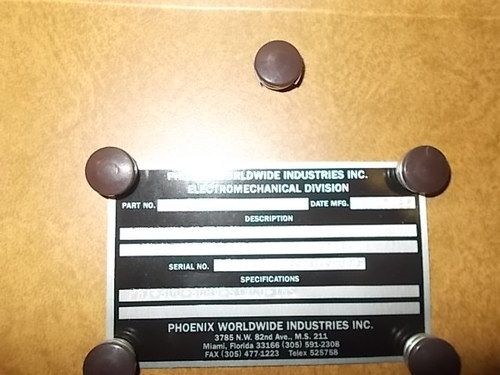 WORLDWIDE INDUSTRIES INC.
ELECTROMECHANICAL DIVISION
PART NO. DATE MFG.
DESCRIPTION
SERIAL NO.
SPECIFICATIONS
PHOENIX WORLDWIDE INDUSTRIES INC.
3785 N.W. 82nd Ave., M.S. 211
Miami, Florida 33166 (305) 591-2308
FAX (305) 477-1223 Telex 525758